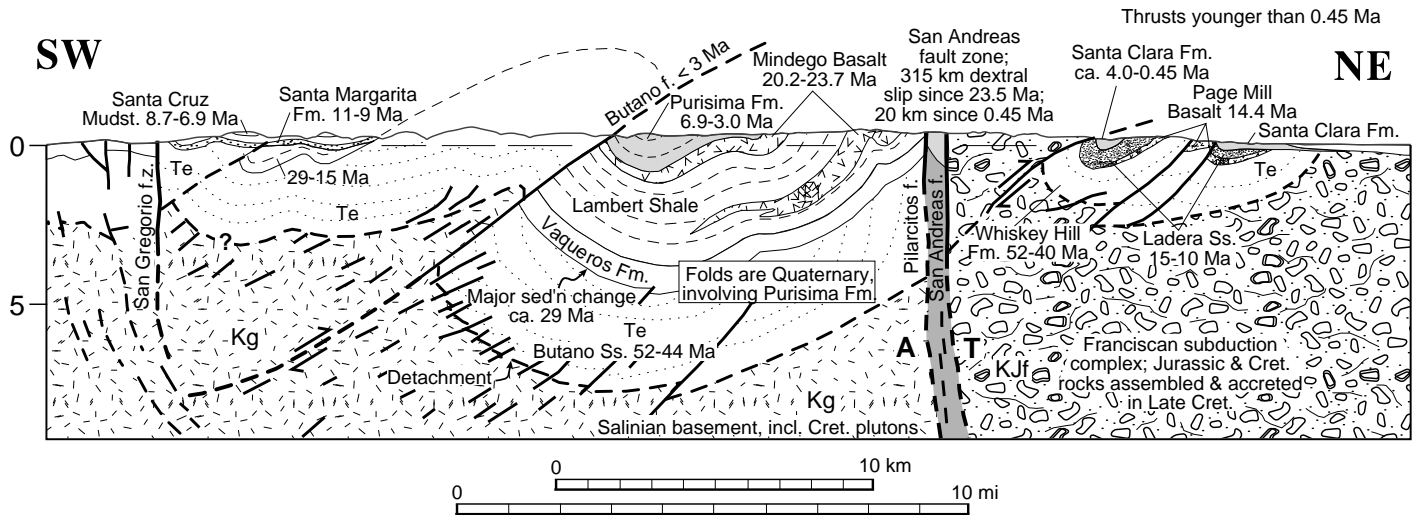 SW
NE
Thrusts younger than 0.45 Ma
Santa Cruz
Mudst. 8.7-6.9 Ma
Santa Margarita
Fm. 11-9 Ma
Butano f. < 3 Ma
Purisima Fm.
6.9-3.0 Ma
Mindego Basalt
20.2-23.7 Ma
San Andreas
fault zone;
315 km dextral
slip since 23.5 Ma;
20 km since 0.45 Ma
Santa Clara Fm.
ca. 4.0-0.45 Ma
Page Mill
Basalt 14.4 Ma
Santa Clara Fm.
0
5
Te
29-15 Ma
Te
?
San Gregorio f.z.
Kg
Lambert Shale
Vaqueros Fm.
Major sed'n change
ca. 29 Ma
Folds are Quaternary,
involving Purisima Fm.
Te
Butano Ss. 52-44 Ma
Detachment
Kg
Salinian basement, incl. Cret. plutons
Pilarcitos f.
San Andreas f.
A
T
Te
Whiskey Hill
Fm. 52-40 Ma
Ladera Ss.
15-10 Ma
KJf
Franciscan subduction
complex; Jurassic & Cret.
rocks assembled & accreted
in Late Cret.
0
10 km
0
10 mi